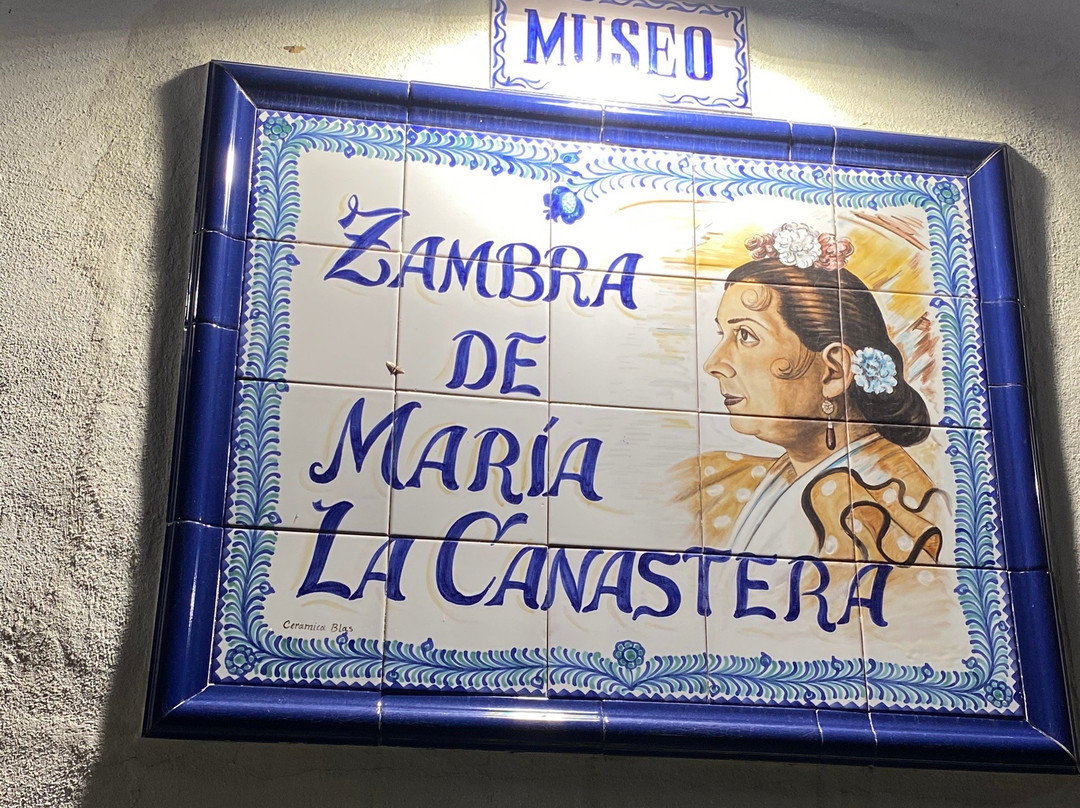 MUSEO
ZAMBRA
DE
MARÍA
LA CANASTERA
Ceramica Blas